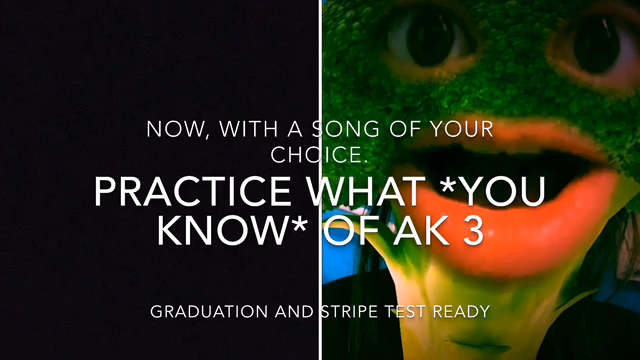 NOW, WITH A SONG OF YOUR
CHOICE.
PRACTICE WHAT *YOU
KNOW* OF AK 3
GRADUATION AND STRIPE TEST READY